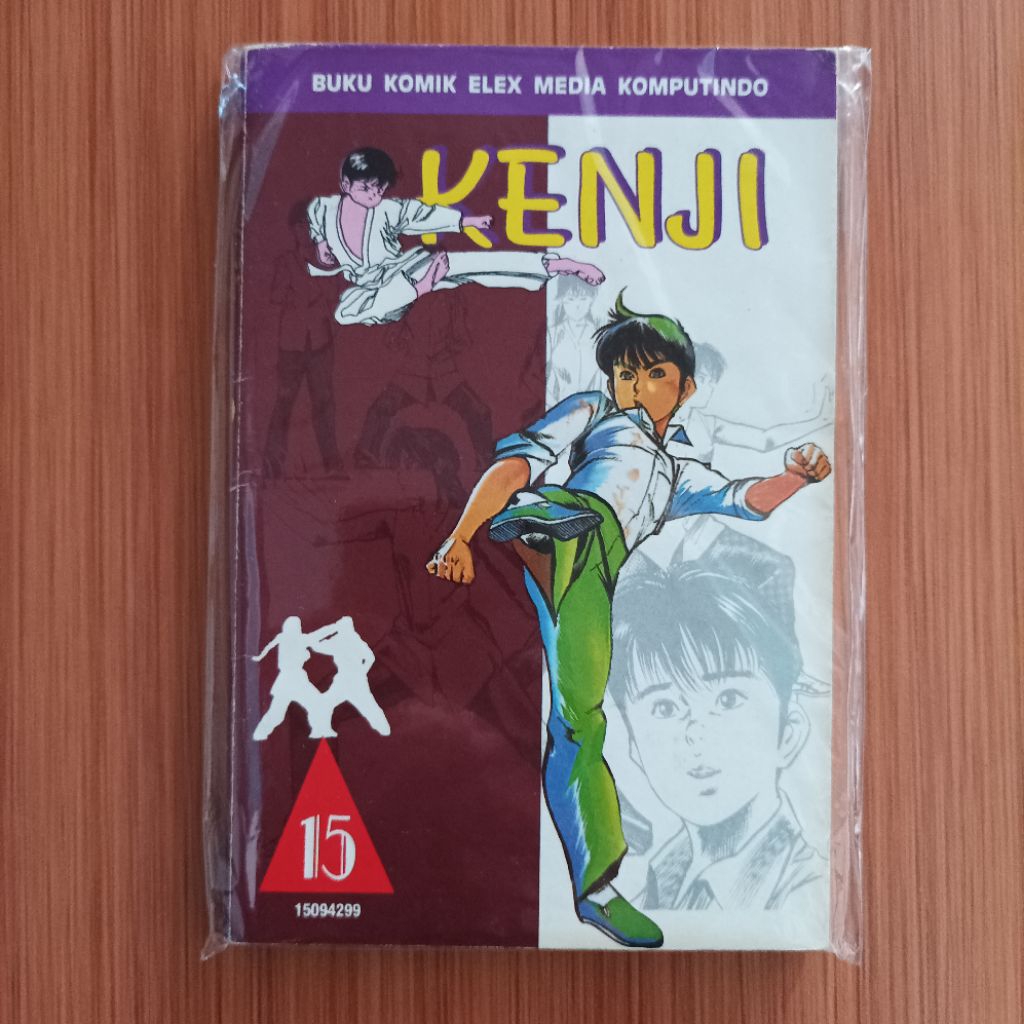 BUKU KOMIK ELEX MEDIA KOMPUTINDO
KENJI
15
15094299